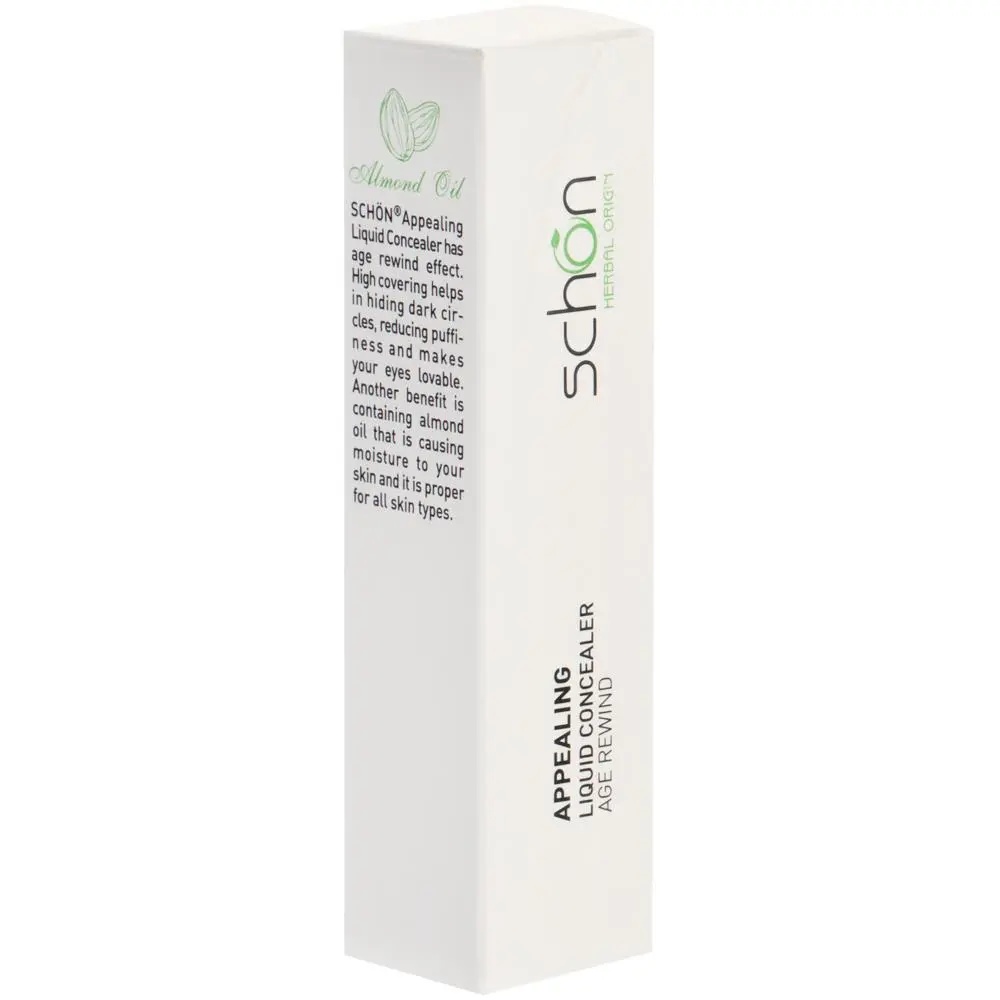 Almond Oil
SCHÖN® Appealing
Liquid Concealer has
age rewind effect.
High covering helps
in hiding dark cir-
cles, reducing puffi-
ness and makes
your eyes lovable.
Another benefit is
containing almond
oil that is causing
moisture to your
skin and it is proper
for all skin types.
schön
HERBAL ORIGIN
APPEALING
LIQUID CONCEALER
AGE REWIND